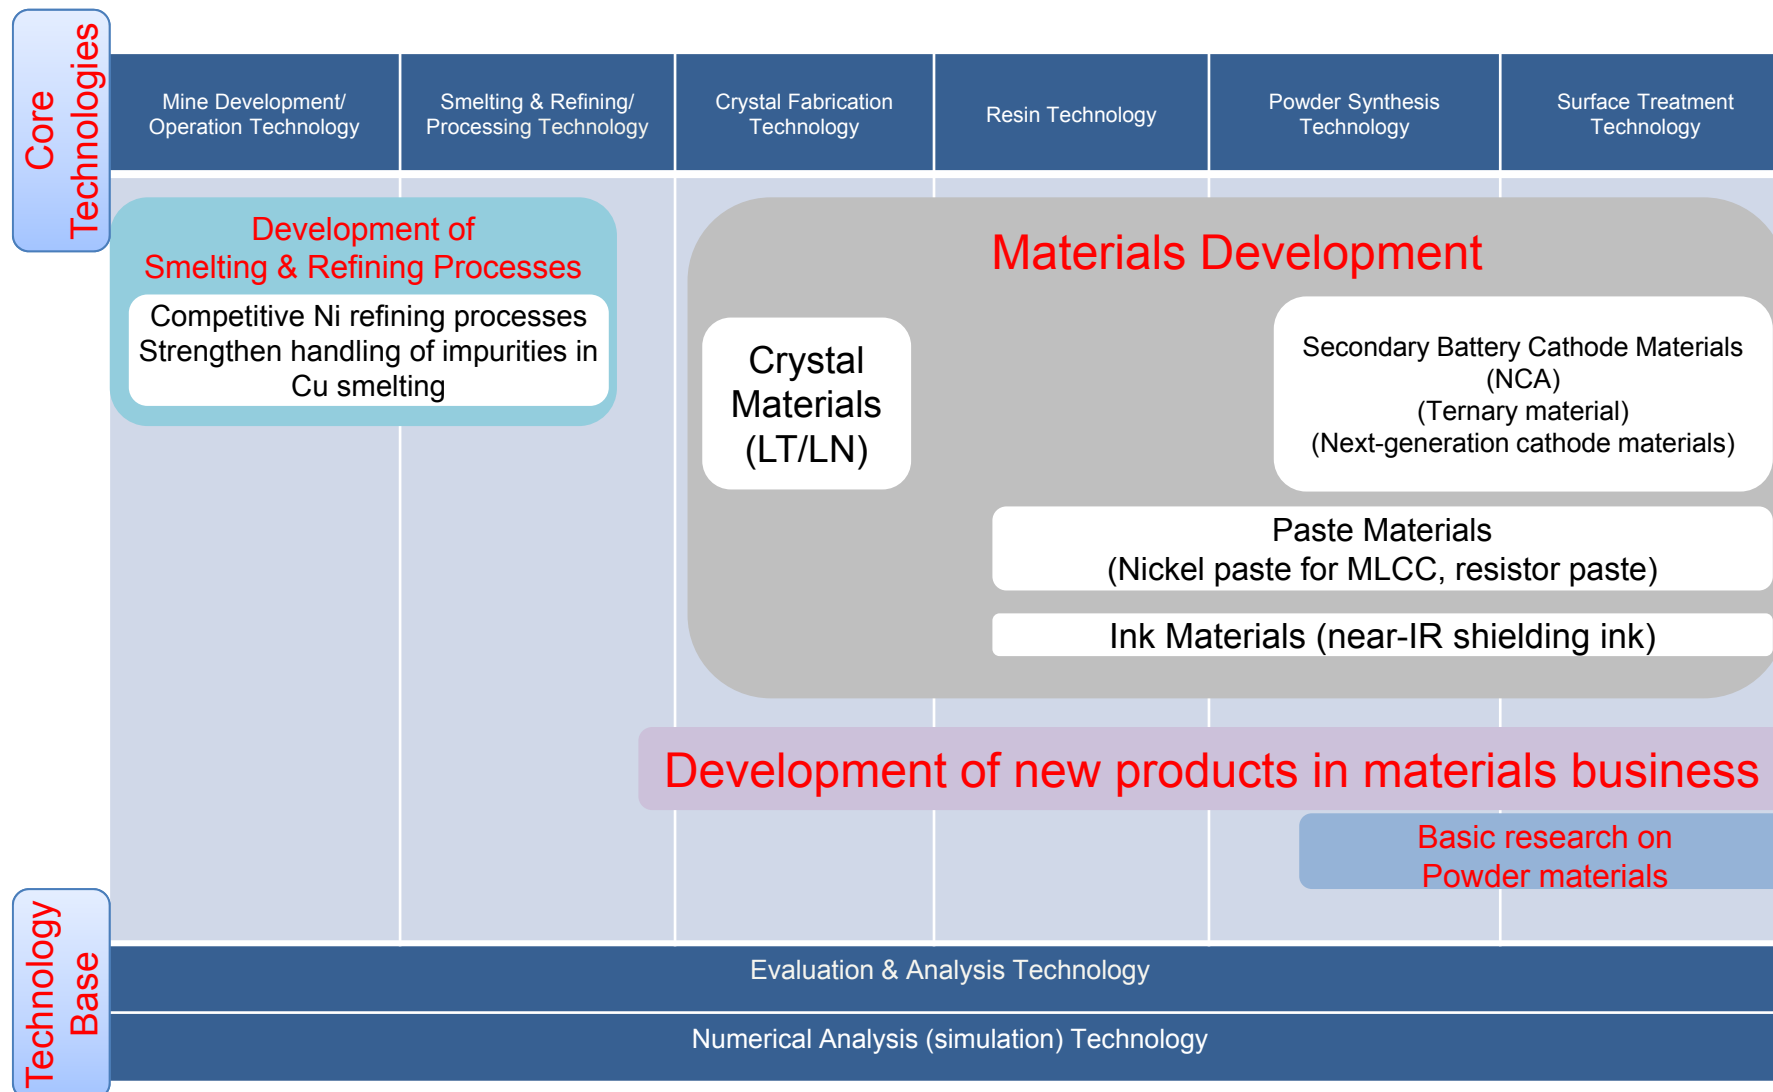 Core
Technologies
Mine Development/
Operation Technology
Smelting & Refining/
Processing Technology
Crystal Fabrication
Technology
Resin Technology
Powder Synthesis
Technology
Surface Treatment
Technology
Development of
Smelting & Refining Processes
Competitive Ni refining processes
Strengthen handling of impurities in
Cu smelting
Materials Development
Crystal
Materials
(LT/LN)
Secondary Battery Cathode Materials
(NCA)
(Ternary material)
(Next-generation cathode materials)
Paste Materials
(Nickel paste for MLCC, resistor paste)
Ink Materials (near-IR shielding ink)
Development of new products in materials business
Basic research on
Powder materials
Technology
Base
Evaluation & Analysis Technology
Numerical Analysis (simulation) Technology